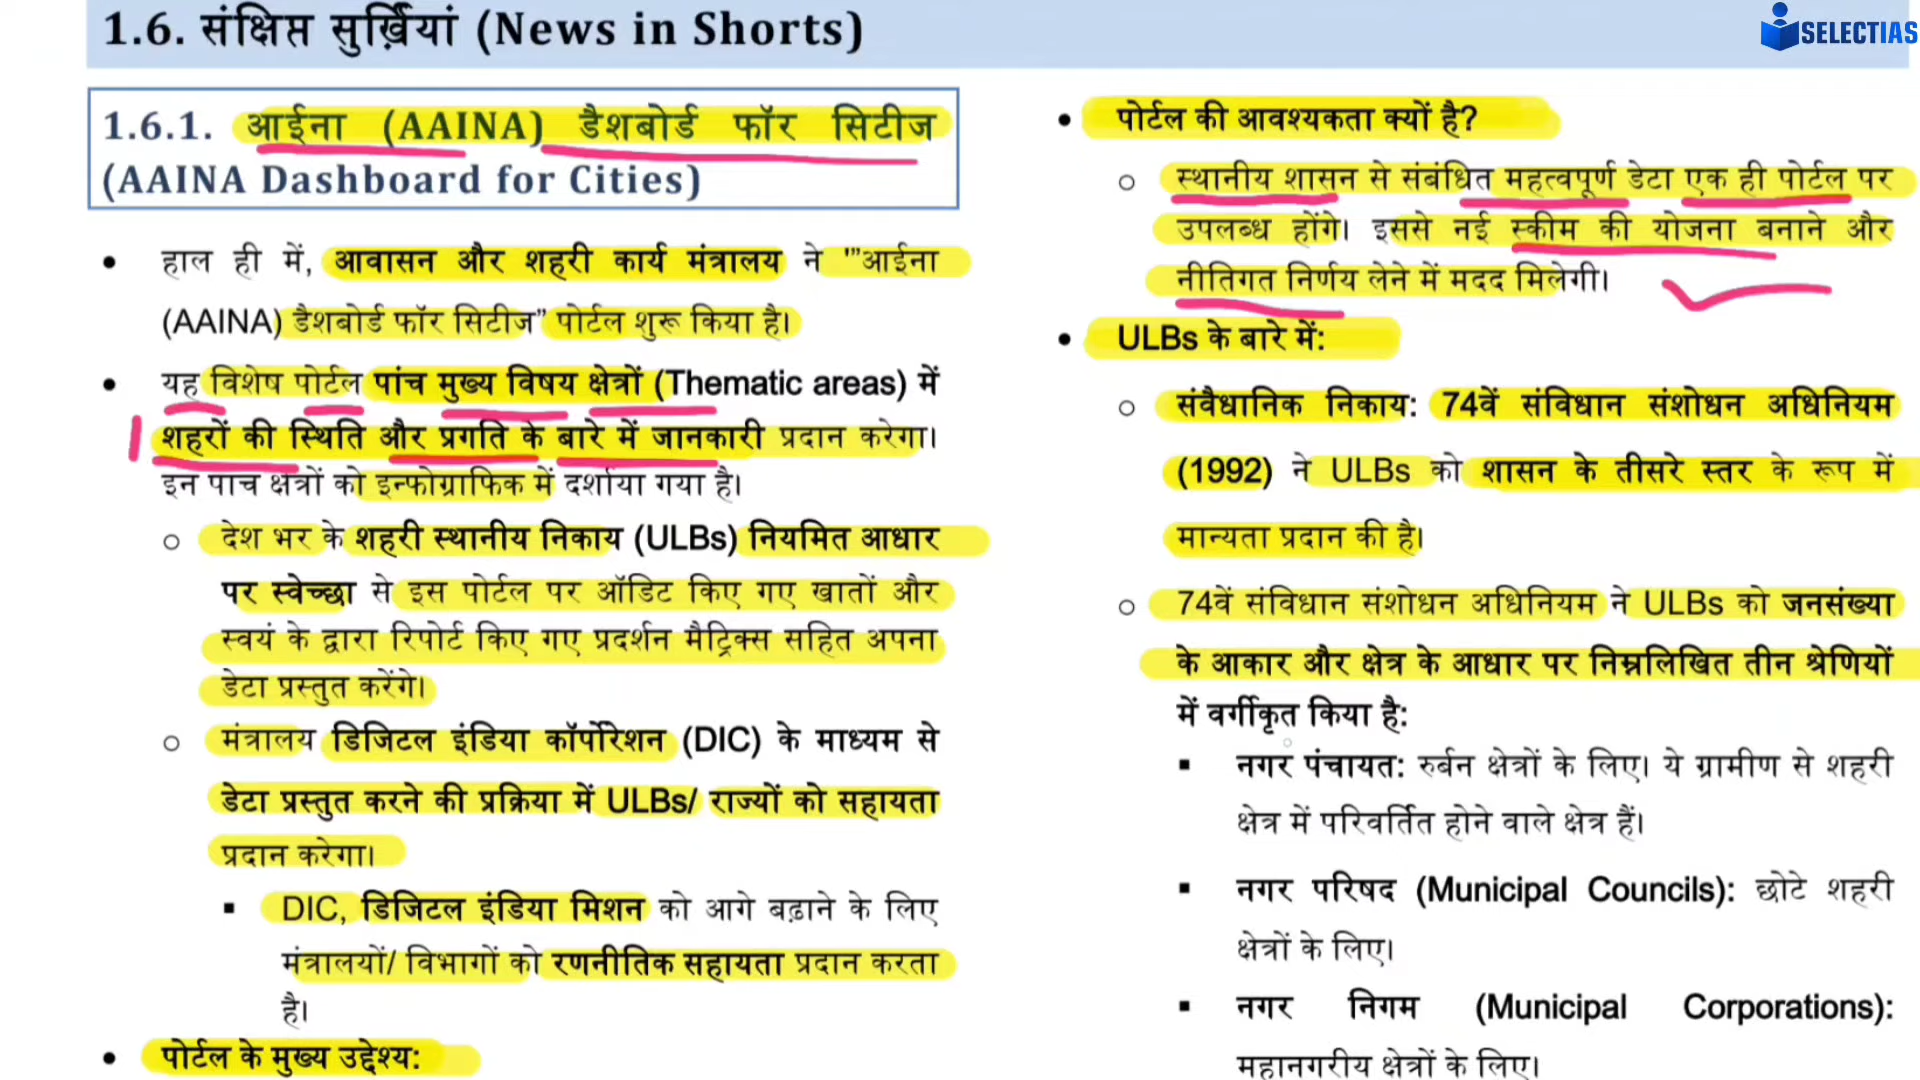 1.6. संक्षिप्त सुर्ख़ियां (News in Shorts)
SELECTIAS
1.6.1. आईना (AAINA) डैशबोर्ड फॉर सिटीज
(AAINA Dashboard for Cities)
• हाल ही में, आवासन और शहरी कार्य मंत्रालय ने '"आईना
(AAINA) डैशबोर्ड फॉर सिटीज" पोर्टल शुरू किया है।
• यह विशेष पोर्टल पांच मुख्य विषय क्षेत्रों (Thematic areas) में
शहरों की स्थिति और प्रगति के बारे में जानकारी प्रदान करेगा।
इन पाच क्षेत्रों को इन्फोग्राफिक में दर्शाया गया है।
○ देश भर के शहरी स्थानीय निकाय (ULBs) नियमित आधार
पर स्वेच्छा से इस पोर्टल पर ऑडिट किए गए खातों और
स्वयं के द्वारा रिपोर्ट किए गए प्रदर्शन मैट्रिक्स सहित अपना
डेटा प्रस्तुत करेंगे।
○ मंत्रालय डिजिटल इंडिया कॉर्पोरेशन (DIC) के माध्यम से
डेटा प्रस्तुत करने की प्रक्रिया में ULBs/ राज्यों को सहायता
प्रदान करेगा।
▪ DIC, डिजिटल इंडिया मिशन को आगे बढ़ाने के लिए
मंत्रालयों/ विभागों को रणनीतिक सहायता प्रदान करता
है।
• पोर्टल के मुख्य उद्देश्य:
• पोर्टल की आवश्यकता क्यों है?
○ स्थानीय शासन से संबंधित महत्वपूर्ण डेटा एक ही पोर्टल पर
उपलब्ध होंगे। इससे नई स्कीम की योजना बनाने और
नीतिगत निर्णय लेने में मदद मिलेगी।
• ULBs के बारे में:
○ संवैधानिक निकाय: 74वें संविधान संशोधन अधिनियम
(1992) ने ULBs को शासन के तीसरे स्तर के रूप में
मान्यता प्रदान की है।
○ 74वें संविधान संशोधन अधिनियम ने ULBs को जनसंख्या
के आकार और क्षेत्र के आधार पर निम्नलिखित तीन श्रेणियों
में वर्गीकृत किया है:
▪ नगर पंचायत: रुर्बन क्षेत्रों के लिए। ये ग्रामीण से शहरी
क्षेत्र में परिवर्तित होने वाले क्षेत्र हैं।
▪ नगर परिषद (Municipal Councils): छोटे शहरी
क्षेत्रों के लिए।
▪ नगर निगम (Municipal Corporations):
महानगरीय क्षेत्रों के लिए।